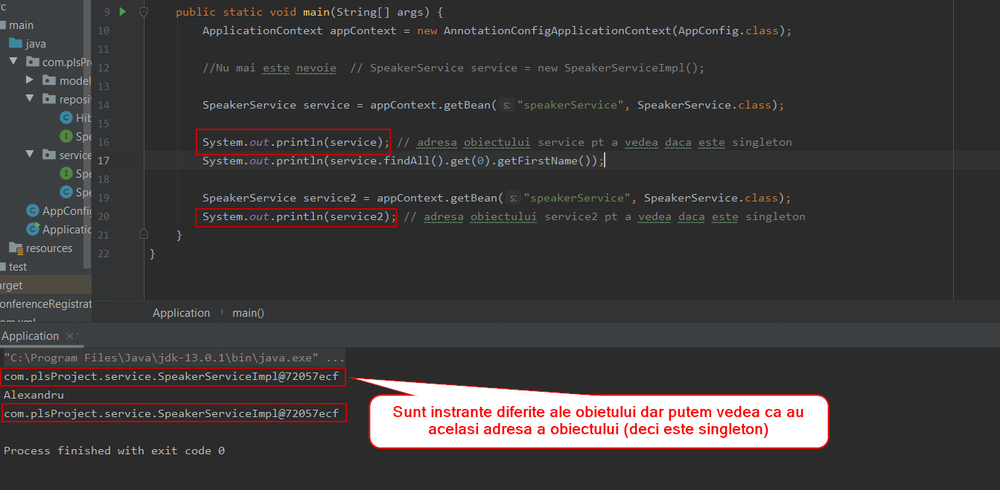 rc
main
java
com.plsPr
model
reposit
Hib
Spe
service
Spe
Spe
AppConfig
Applicatio
resources
test
arget
onferenceRegistrat
om.xml
9 public static void main(String[] args) {
10 ApplicationContext appContext = new AnnotationConfigApplicationContext(AppConfig.class);
11
12 //Nu mai este nevoie // SpeakerService service = new SpeakerServiceImpl();
13
14 SpeakerService service = appContext.getBean( s: "speakerService", SpeakerService.class);
15
16 System.out.println(service); // adresa obiectului service pt a vedea daca este singleton
17 System.out.println(service.findAll().get(0).getFirstName());
18
19 SpeakerService service2 = appContext.getBean( s: "speakerService", SpeakerService.class);
20 System.out.println(service2); // adresa obiectului service2 pt a vedea daca este singleton
21 }
22 }
Application › main()
Application ×
"C:\Program Files\Java\jdk-13.0.1\bin\java.exe" ...
com.plsProject.service.SpeakerServiceImpl@72057ecf
Alexandru
com.plsProject.service.SpeakerServiceImpl@72057ecf
Process finished with exit code 0
Sunt instrante diferite ale obietului dar putem vedea ca au
acelasi adresa a obiectului (deci este singleton)